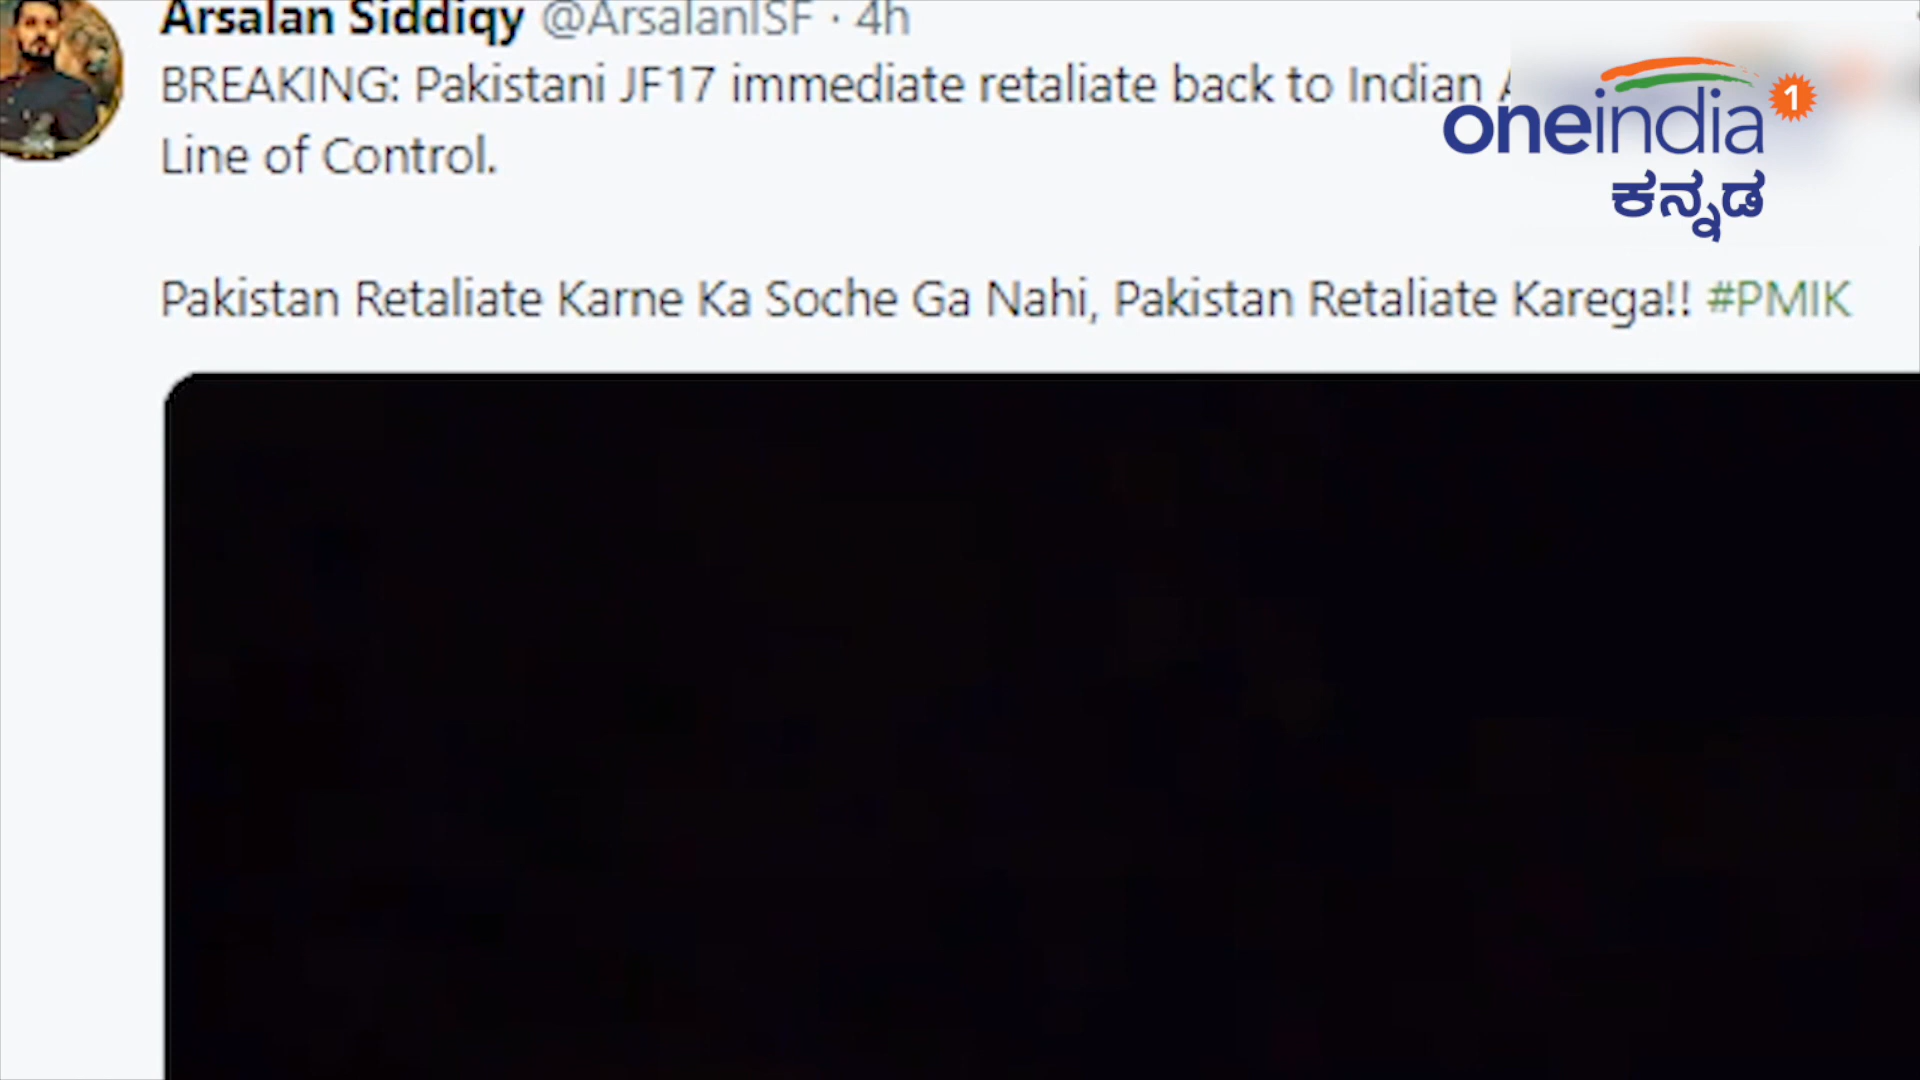 Arsalan Siddiqy @ArsalanISF · 4h
BREAKING: Pakistani JF17 immediate retaliate back to Indian
Line of Control.
Pakistan Retaliate Karne Ka Soche Ga Nahi, Pakistan Retaliate Karega!! #PMIK
oneindia 1
ಕನ್ನಡ